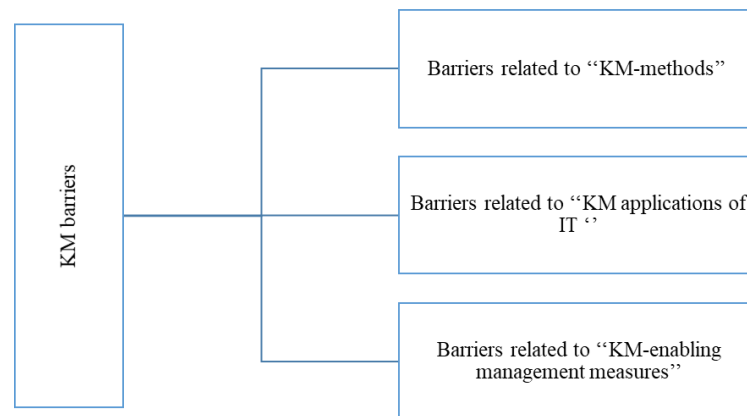 KM barriers
Barriers related to ‘‘KM-methods’’
Barriers related to ‘‘KM applications of
IT ‘’
Barriers related to ‘‘KM-enabling
management measures’’